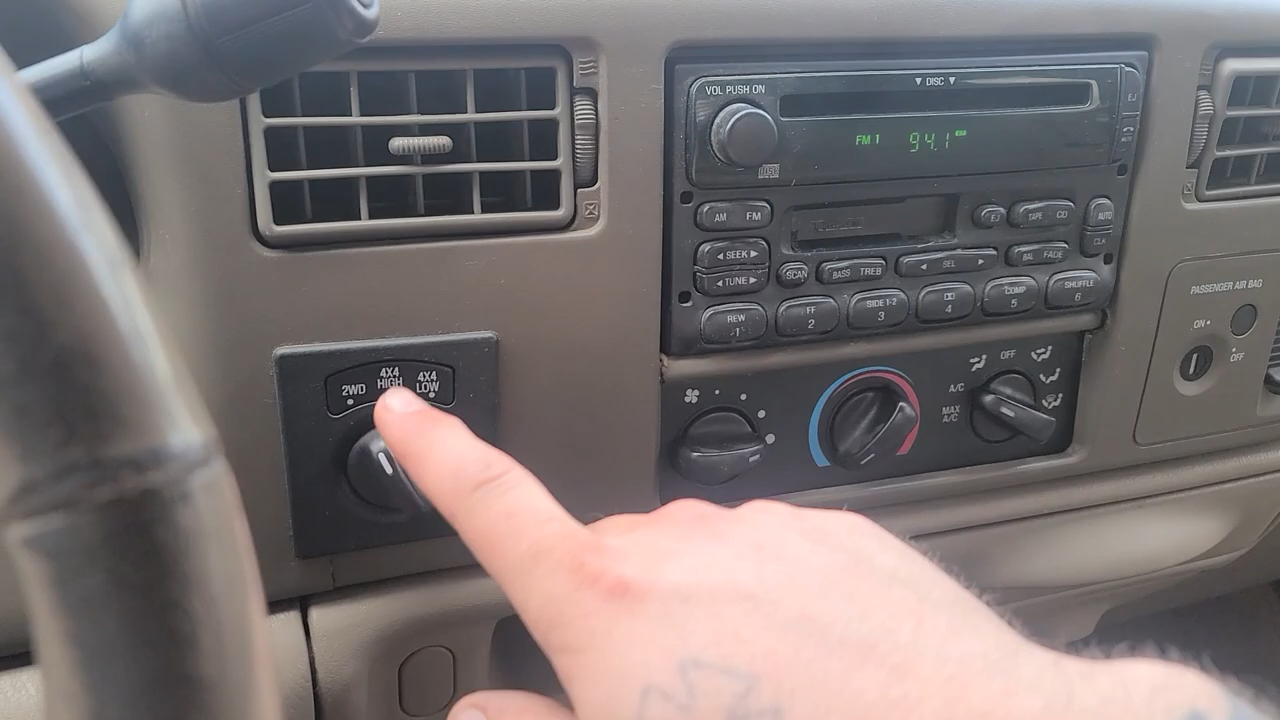 VOL PUSH ON
▼ DISC ▼
EJ
FM 1 94.1
AM FM
EJ
TAPE CD
AUTO
CLK
◄ SEEK ►
◄ TUNE ►
SCAN
BASS TREB
◄ SEL ►
BAL FADE
REW
1
FF
2
SIDE 1-2
3
4
COMP
5
SHUFFLE
6
2WD
4X4
HIGH
4X4
LOW
OFF
A/C
MAX
A/C
PASSENGER AIR BAG
ON
OFF